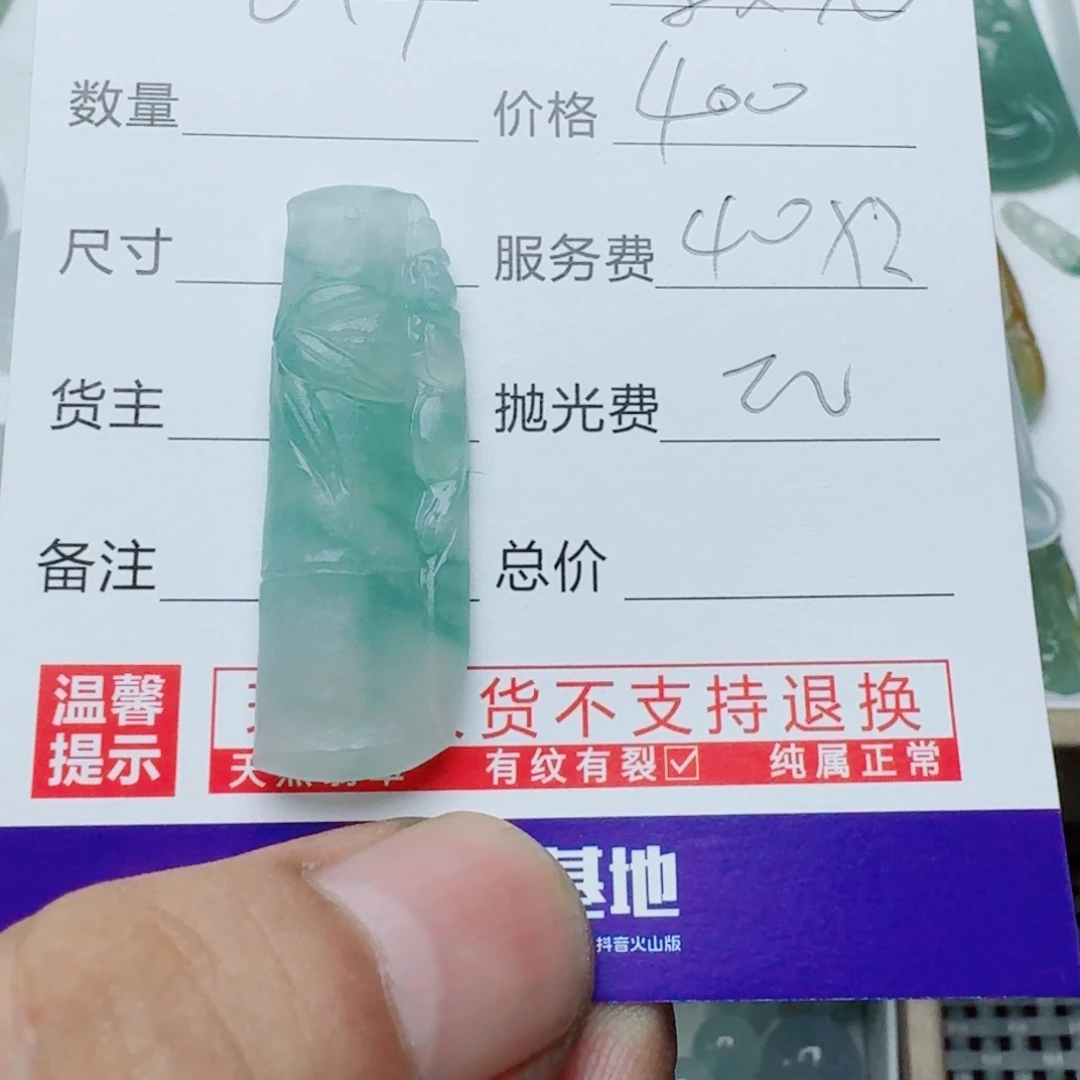 数量 价格 400
尺寸 服务费 40X2
货主 抛光费 20
备注 总价
温馨提示
货不支持退换
有纹有裂☑ 纯属正常
基地
抖音火山版